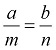 a/m = b/n